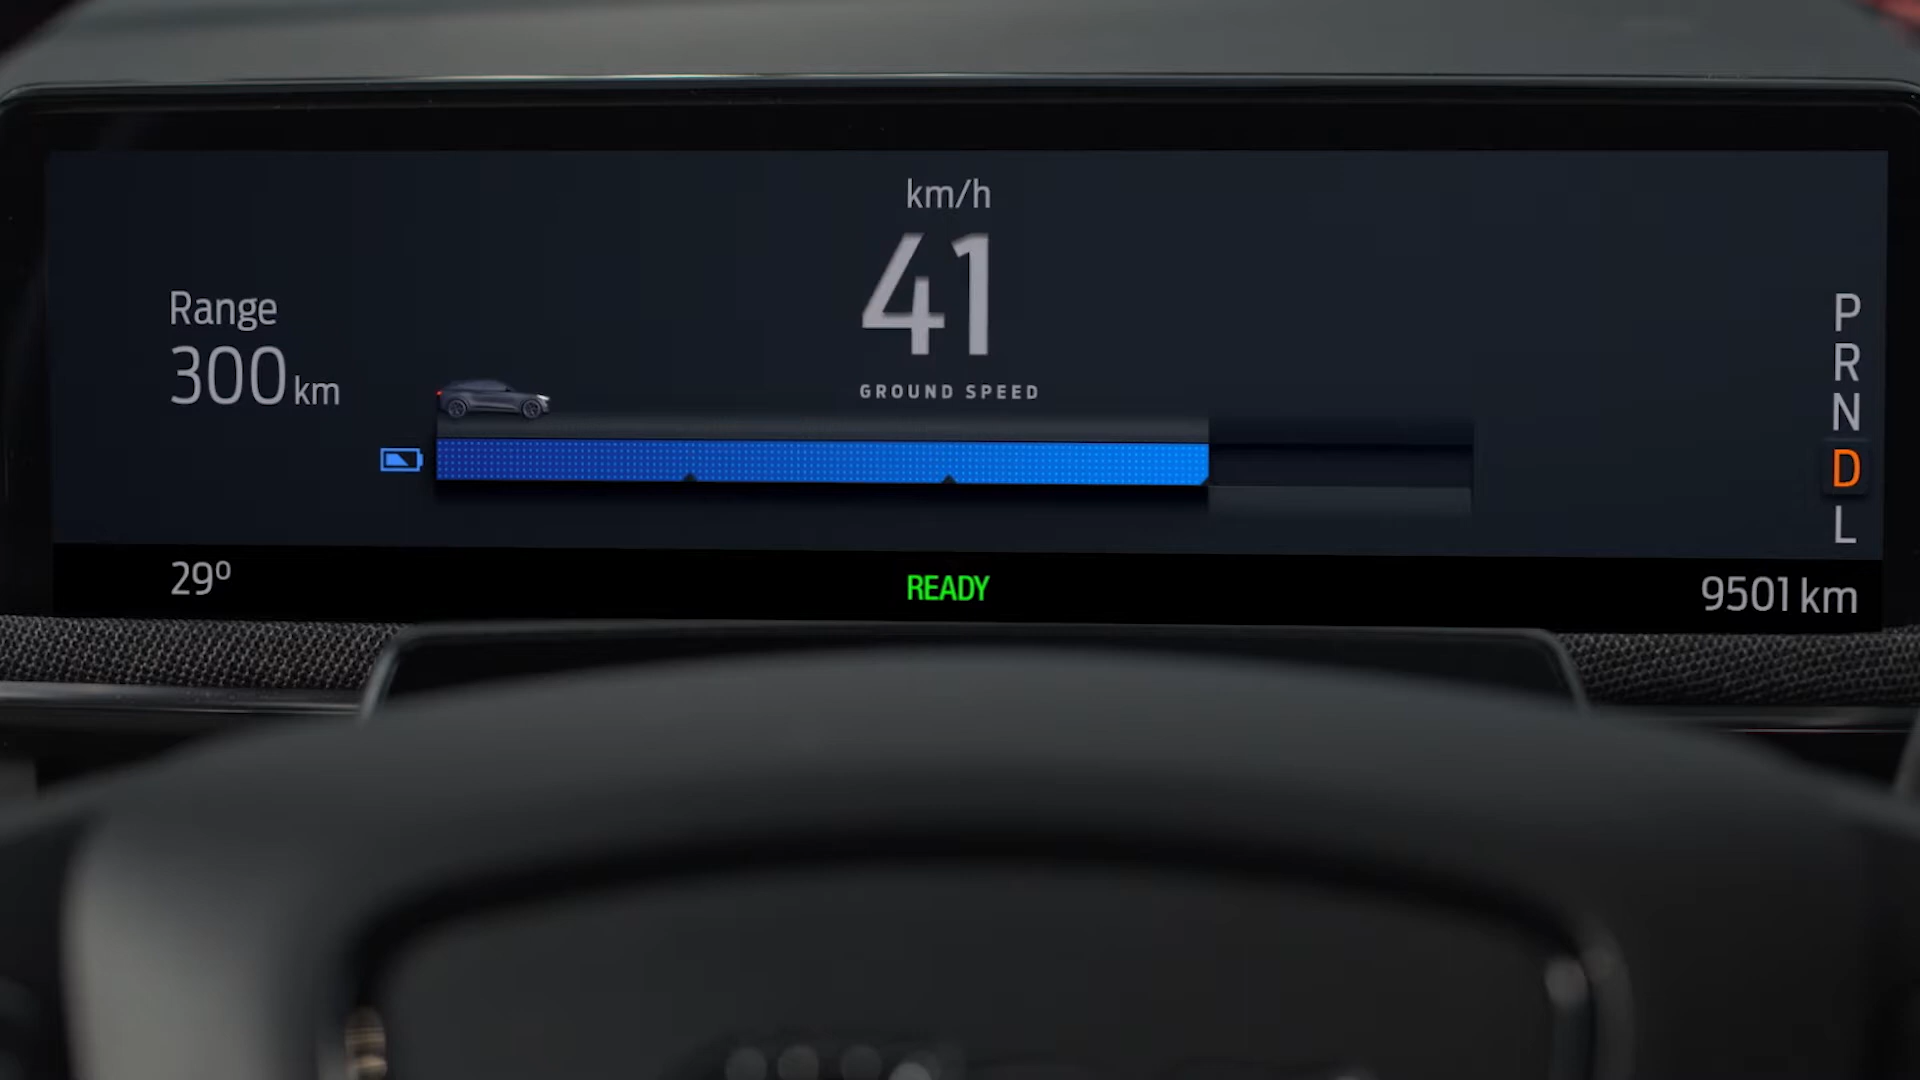 km/h
41
GROUND SPEED
Range
300 km
P
R
N
D
L
29º
READY
9501 km